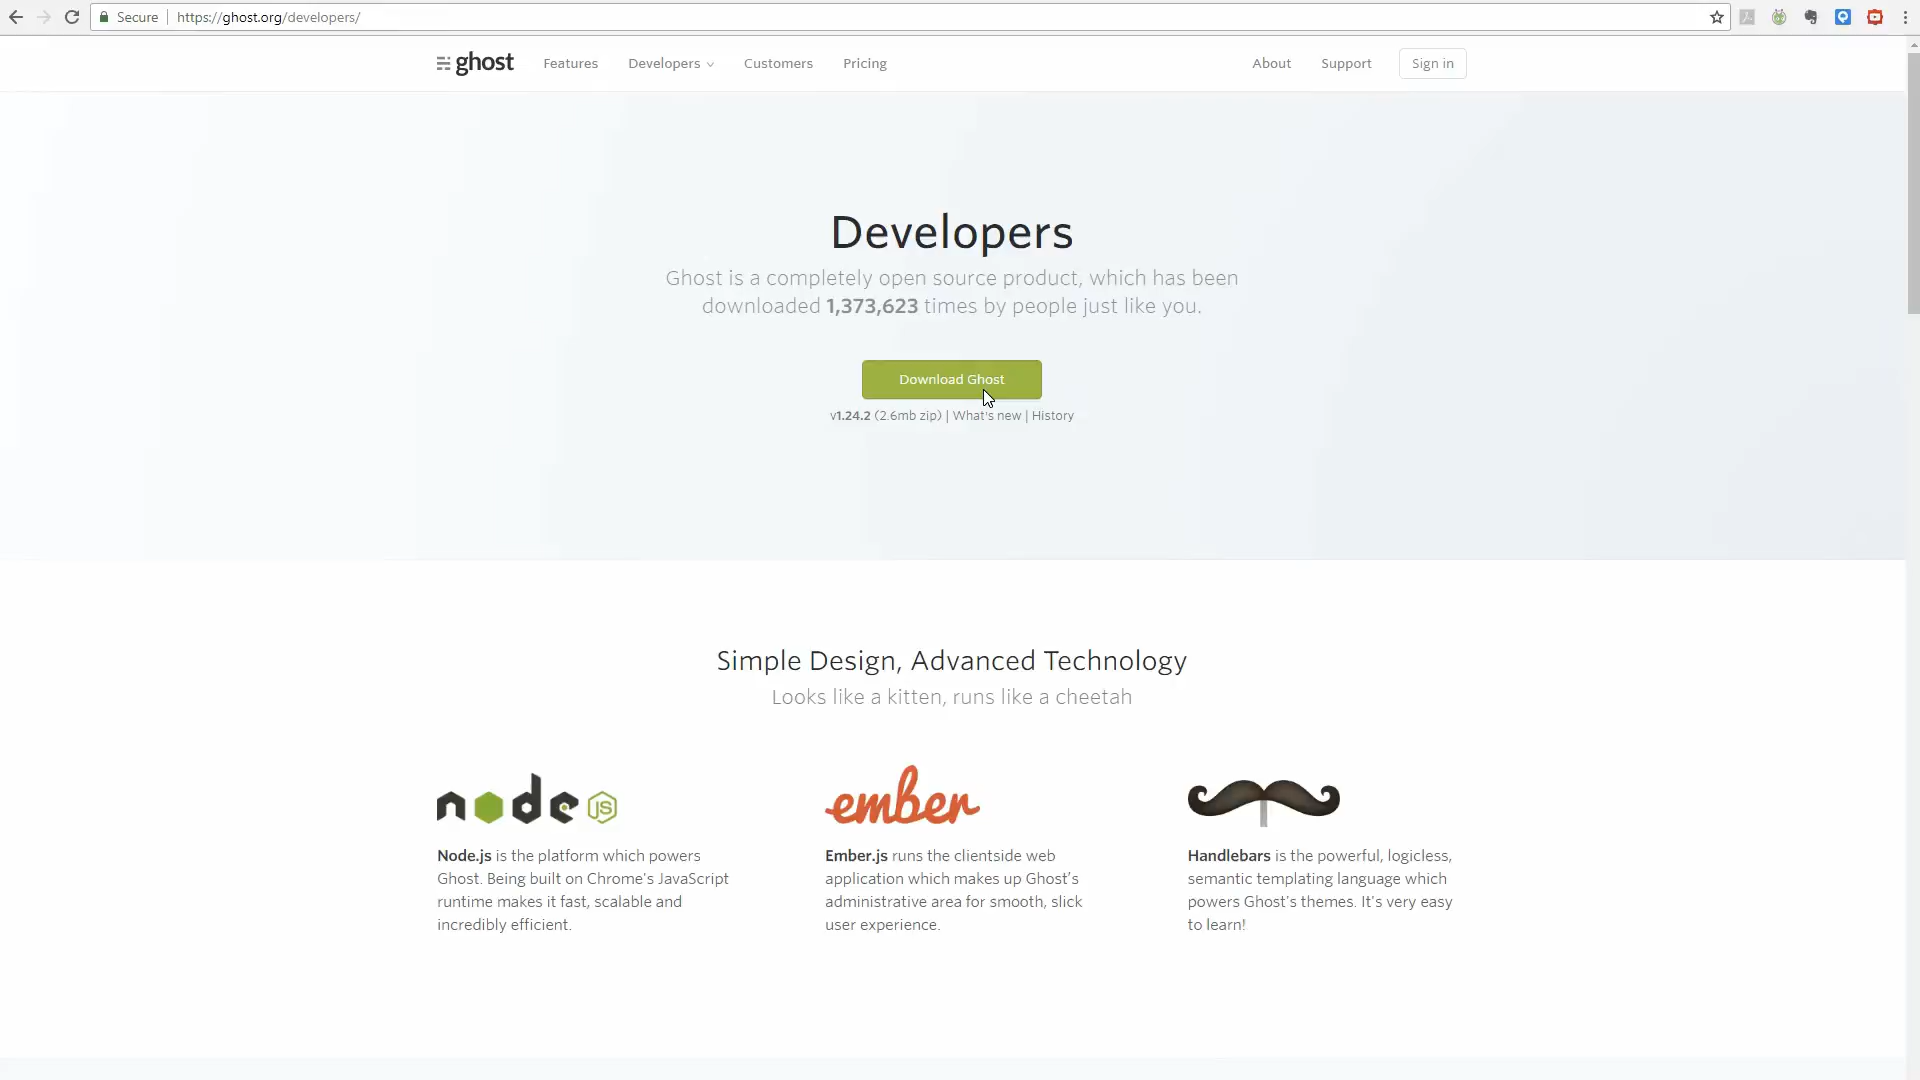 Secure https://ghost.org/developers/
ghost Features Developers Customers Pricing About Support Sign in
Developers
Ghost is a completely open source product, which has been
downloaded 1,373,623 times by people just like you.
Download Ghost
v1.24.2 (2.6mb zip) | What's new | History
Simple Design, Advanced Technology
Looks like a kitten, runs like a cheetah
node JS
Node.js is the platform which powers
Ghost. Being built on Chrome's JavaScript
runtime makes it fast, scalable and
incredibly efficient.
ember
Ember.js runs the clientside web
application which makes up Ghost’s
administrative area for smooth, slick
user experience.
Handlebars is the powerful, logicless,
semantic templating language which
powers Ghost's themes. It's very easy
to learn!